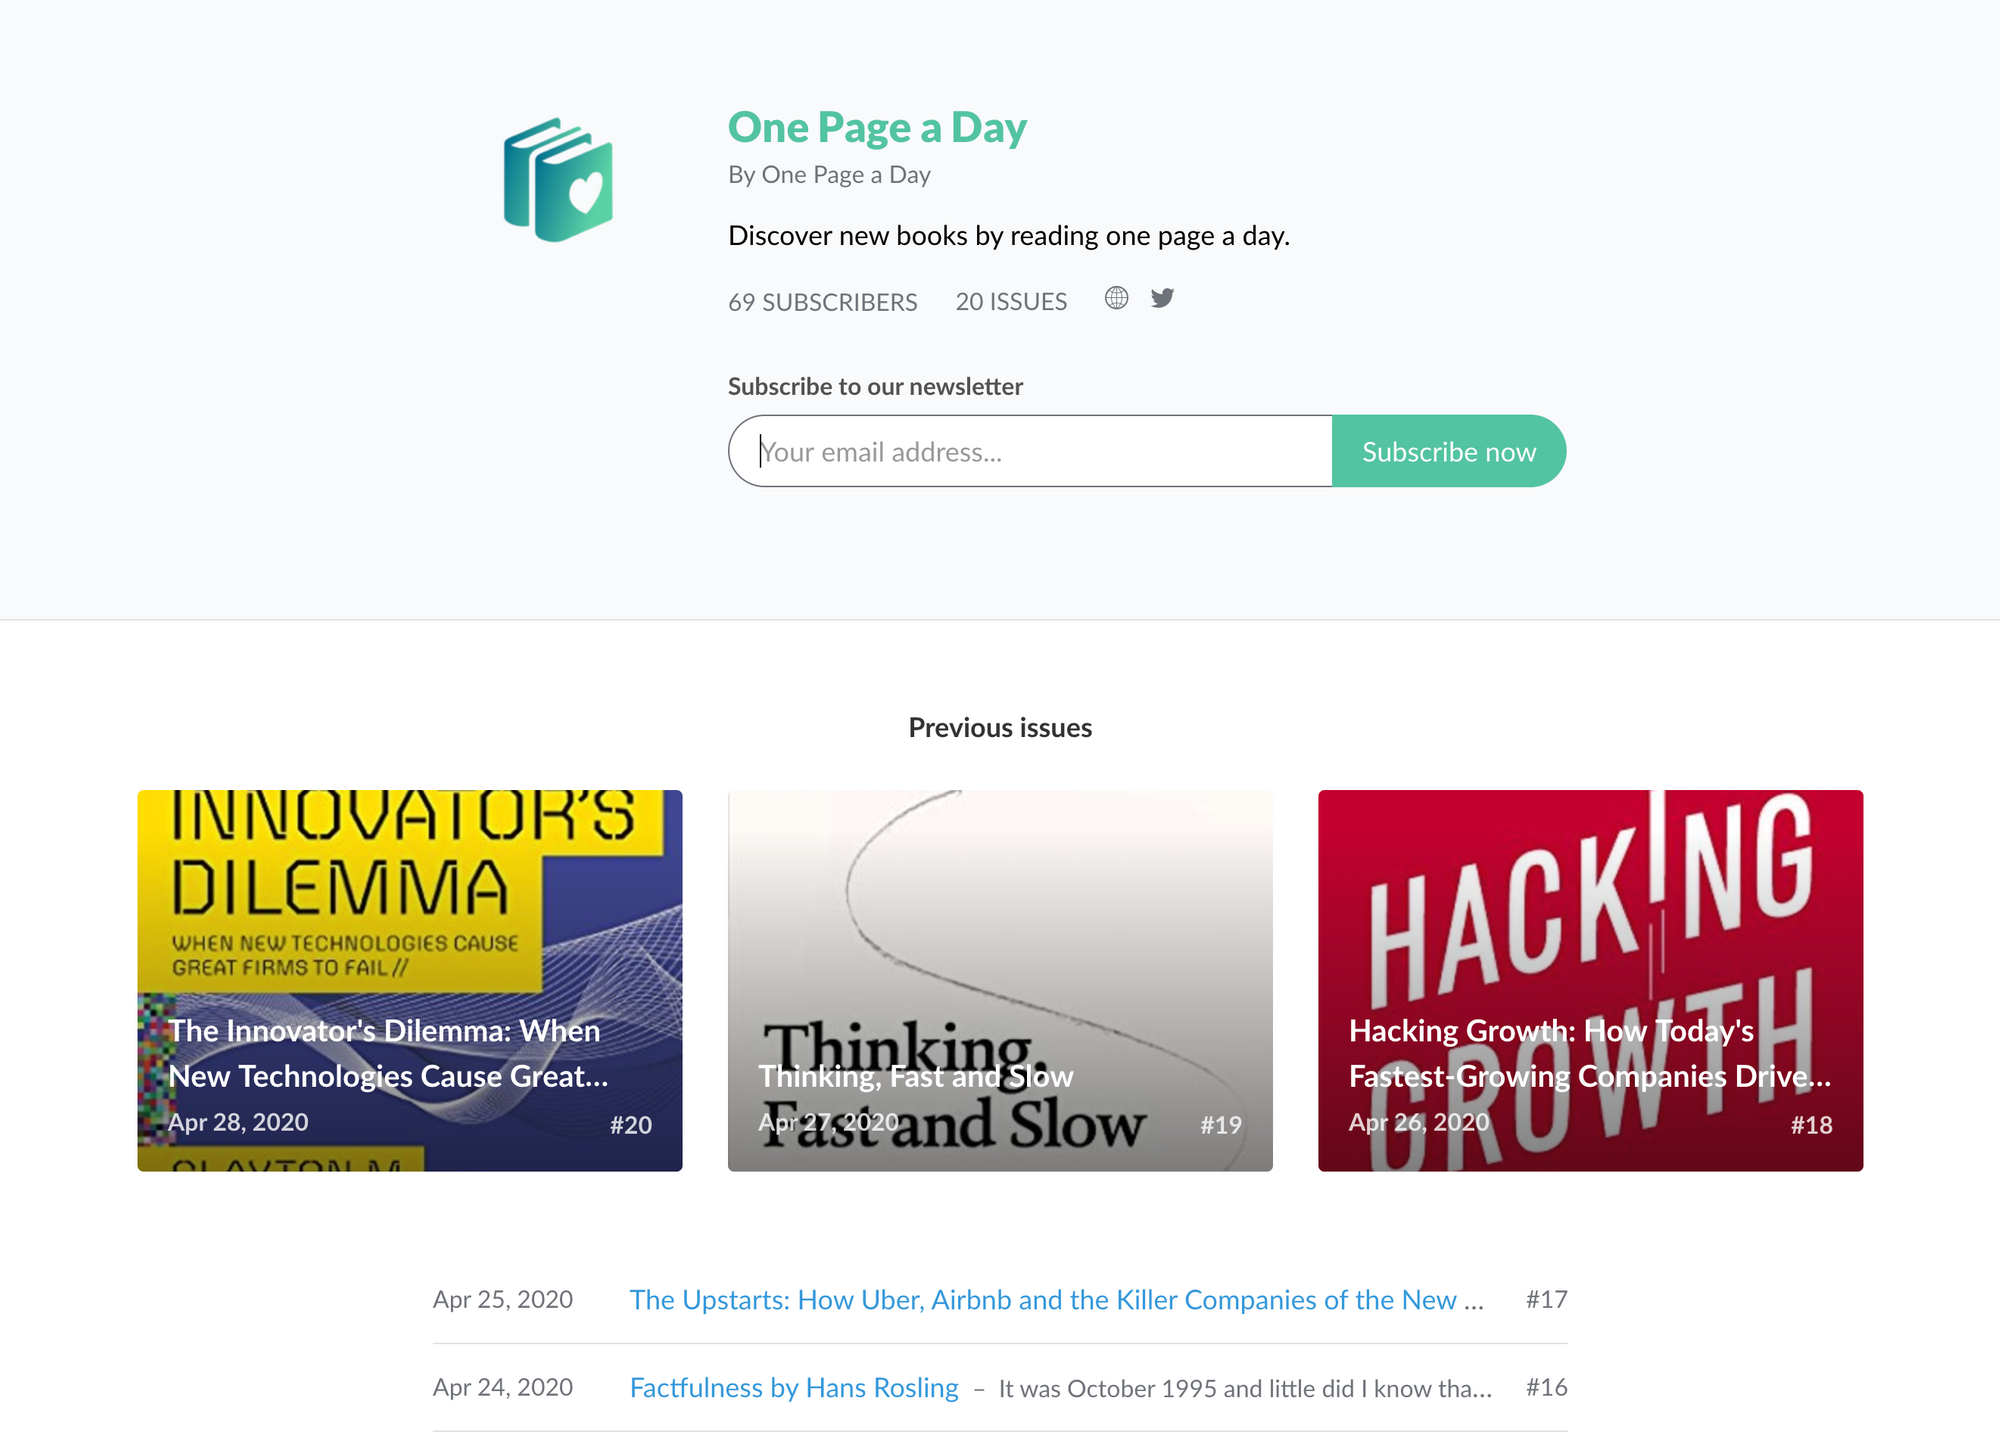 One Page a Day
By One Page a Day
Discover new books by reading one page a day.
69 SUBSCRIBERS 20 ISSUES
Subscribe to our newsletter
Your email address... Subscribe now
Previous issues
INNOVATOR'S
DILEMMA
WHEN NEW TECHNOLOGIES CAUSE
GREAT FIRMS TO FAIL//
The Innovator's Dilemma: When
New Technologies Cause Great...
Apr 28, 2020 #20
CLAYTON M
Thinking,
Fast and Slow
Thinking, Fast and Slow
Apr 27, 2020 #19
HACKING
GROWTH
Hacking Growth: How Today's
Fastest-Growing Companies Drive...
Apr 26, 2020 #18
Apr 25, 2020 The Upstarts: How Uber, Airbnb and the Killer Companies of the New ... #17
Apr 24, 2020 Factfulness by Hans Rosling – It was October 1995 and little did I know tha... #16